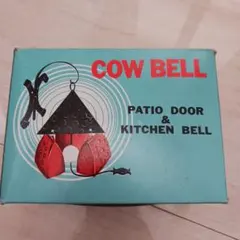 COW BELL
PATIO DOOR
&
KITCHEN BELL